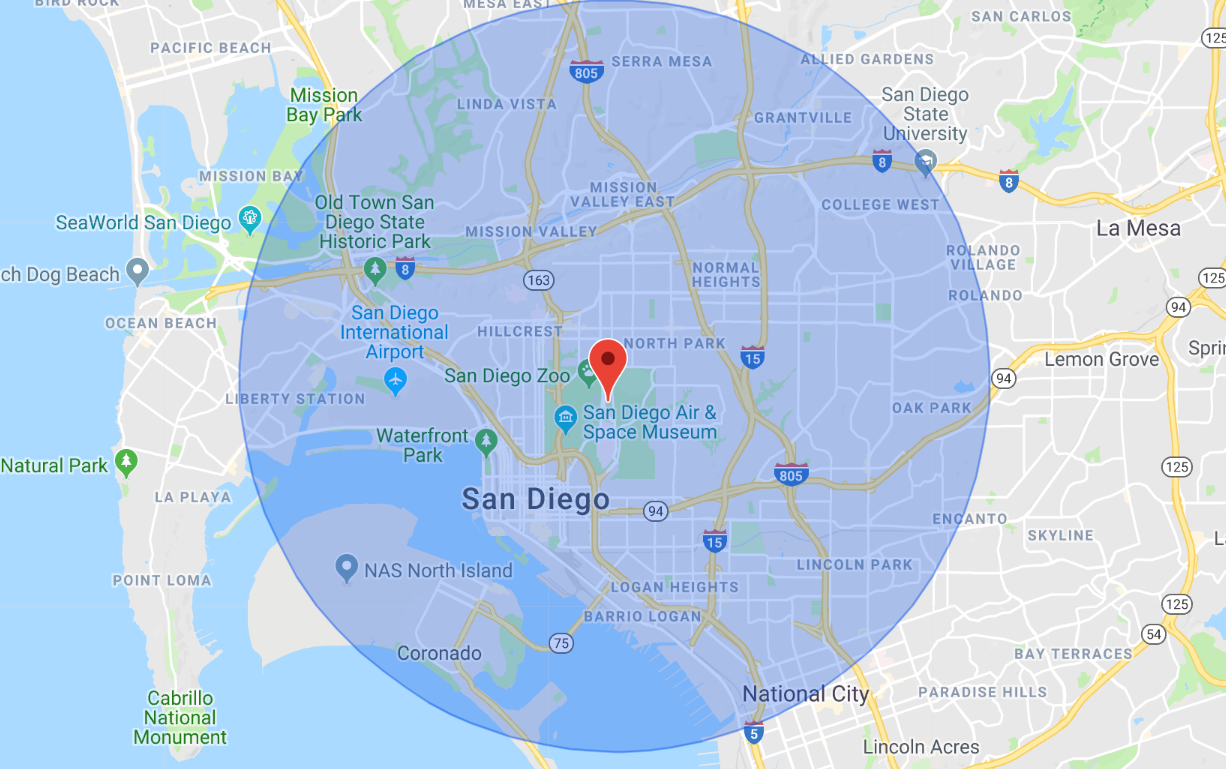 BIRD ROCK
MESA EAST
SAN CARLOS
PACIFIC BEACH
125
SERRA MESA
ALLIED GARDENS
805
Mission
Bay Park
LINDA VISTA
San Diego
State
University
GRANTVILLE
8
8
MISSION BAY
MISSION
VALLEY EAST
Old Town San
Diego State
Historic Park
COLLEGE WEST
SeaWorld San Diego
MISSION VALLEY
La Mesa
ROLANDO
VILLAGE
ch Dog Beach
8
163
NORMAL
HEIGHTS
125
ROLANDO
94
OCEAN BEACH
San Diego
International
Airport
HILLCREST
NORTH PARK
15
Lemon Grove
Sprin
San Diego Zoo
94
LIBERTY STATION
San Diego Air &
Space Museum
OAK PARK
Waterfront
Park
Natural Park
805
125
LA PLAYA
San Diego
94
ENCANTO
SKYLINE
15
L
NAS North Island
LINCOLN PARK
POINT LOMA
LOGAN HEIGHTS
125
BARRIO LOGAN
54
75
Coronado
BAY TERRACES
National City
PARADISE HILLS
Cabrillo
National
Monument
5
Lincoln Acres